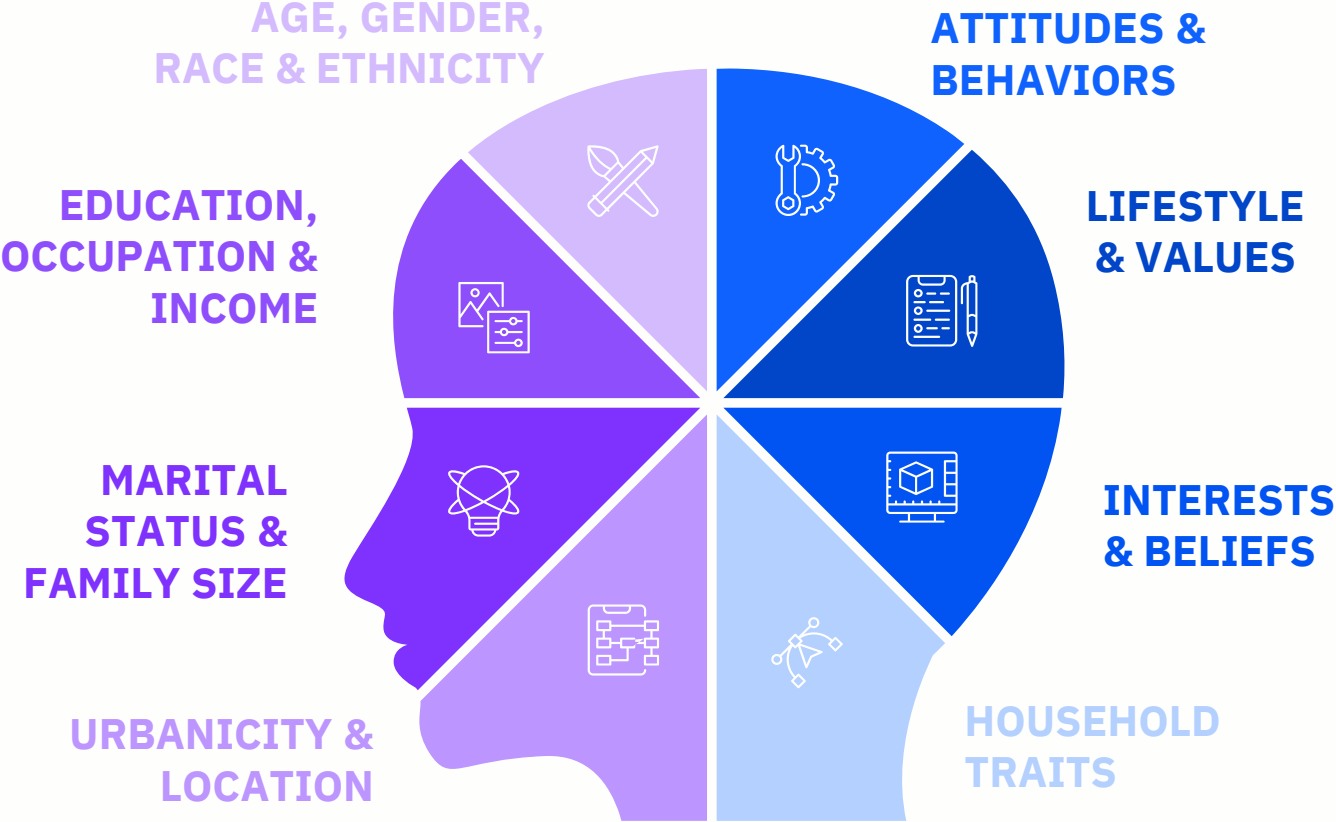 AGE, GENDER,
RACE & ETHNICITY
ATTITUDES &
BEHAVIORS
EDUCATION,
OCCUPATION &
INCOME
LIFESTYLE
& VALUES
MARITAL
STATUS &
FAMILY SIZE
INTERESTS
& BELIEFS
URBANICITY &
LOCATION
HOUSEHOLD
TRAITS